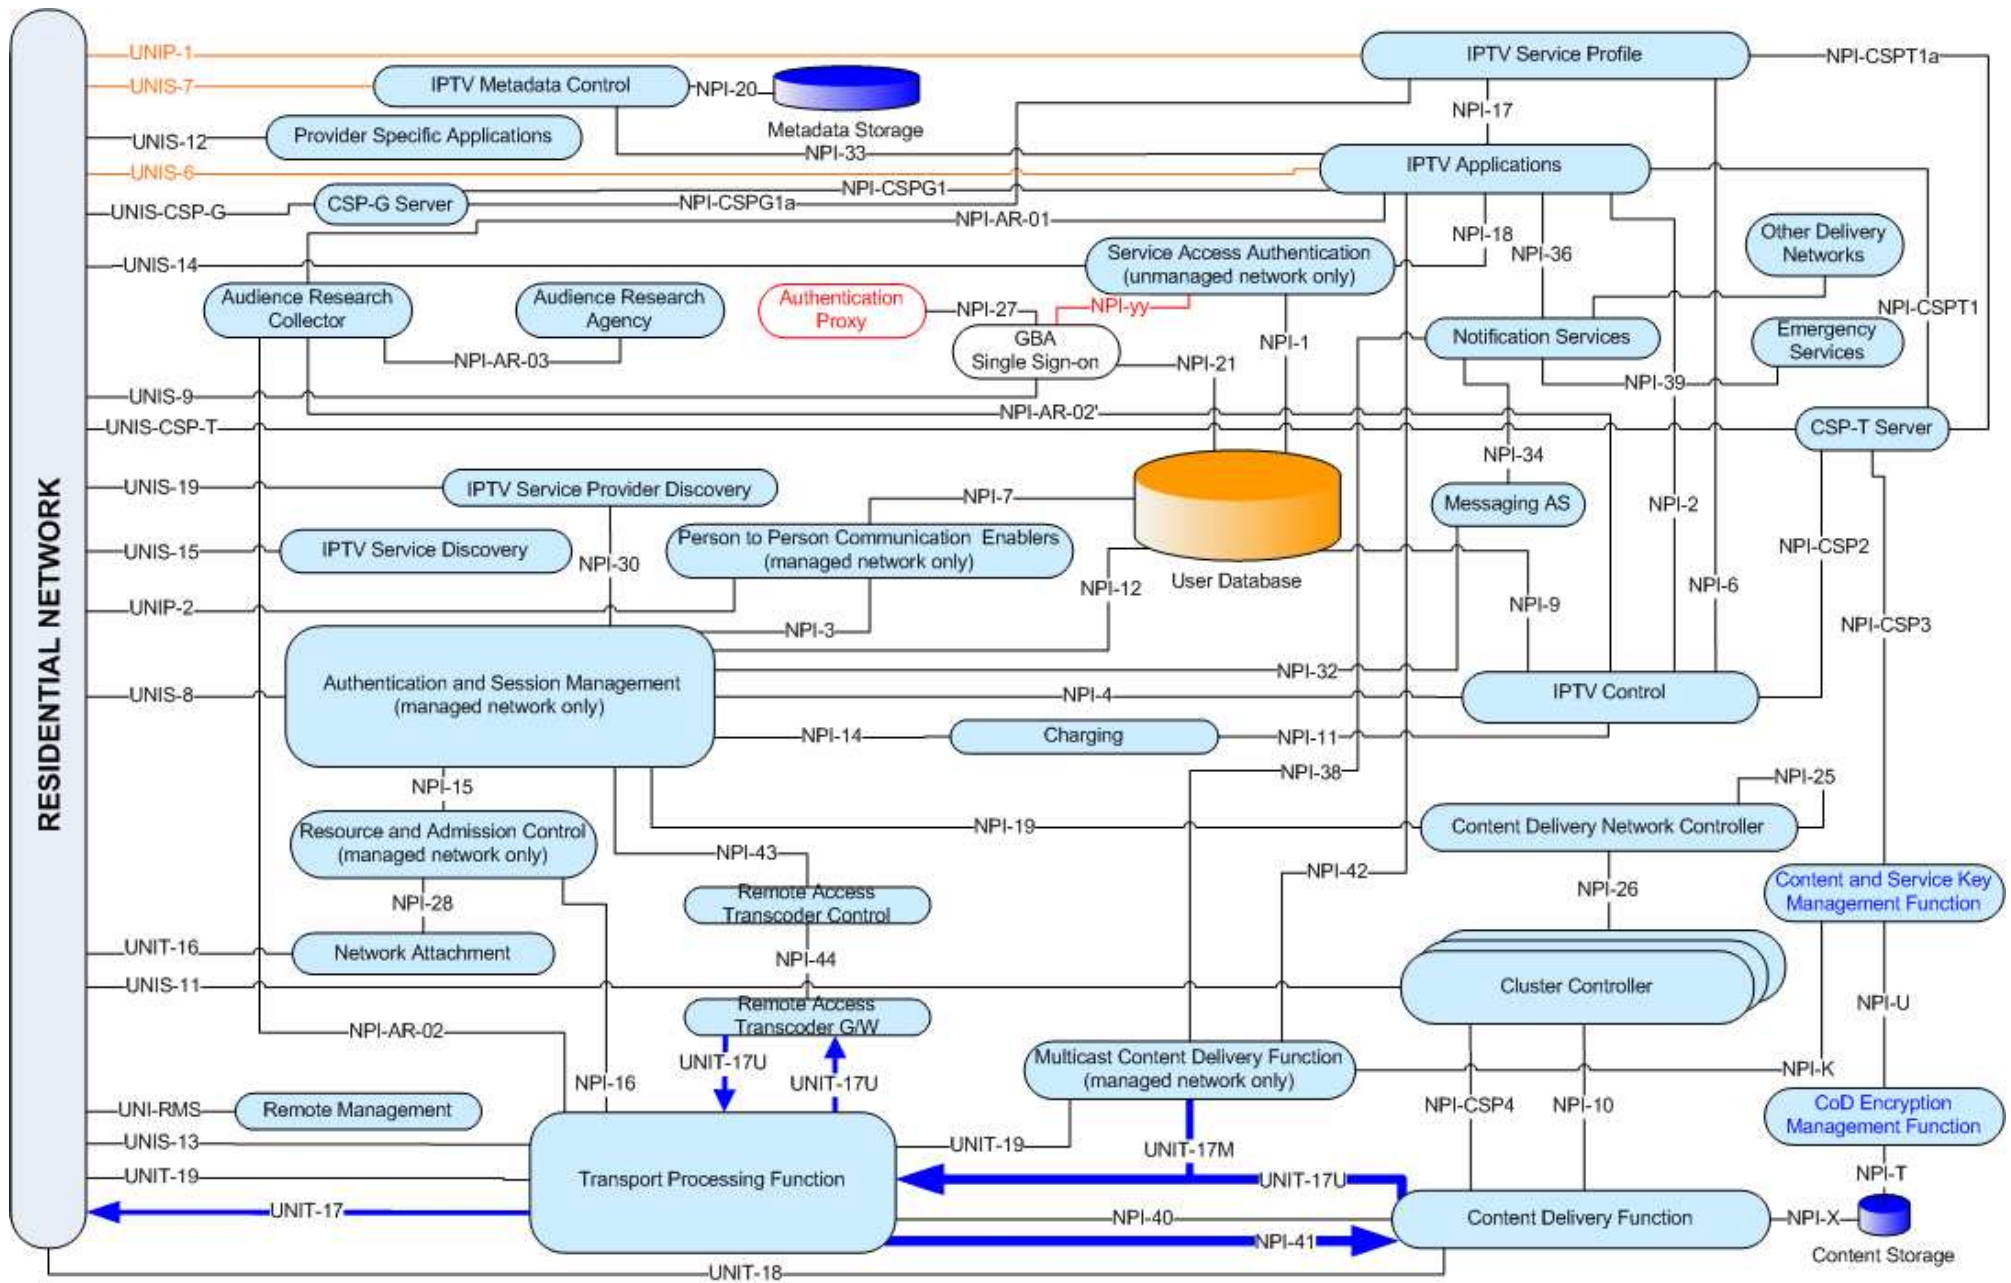 UNIP-1
IPTV Service Profile
NPI-CSPT1a
UNIS-7
IPTV Metadata Control
NPI-20
NPI-17
Metadata Storage
UNIS-12
Provider Specific Applications
NPI-33
IPTV Applications
UNIS-6
NPI-CSPG1
UNIS-CSP-G
CSP-G Server
NPI-CSPG1a
NPI-AR-01
NPI-18
Other Delivery
Networks
UNIS-14
Service Access Authentication
(unmanaged network only)
NPI-36
Audience Research
Collector
Audience Research
Agency
Authentication
Proxy
NPI-27
NPI-yy
NPI-CSPT1
GBA
Single Sign-on
NPI-1
Notification Services
Emergency
Services
NPI-AR-03
NPI-21
NPI-39
UNIS-9
NPI-AR-02'
UNIS-CSP-T
CSP-T Server
NPI-34
RESIDENTIAL NETWORK
UNIS-19
IPTV Service Provider Discovery
NPI-7
Messaging AS
NPI-2
UNIS-15
IPTV Service Discovery
NPI-30
Person to Person Communication Enablers
(managed network only)
User Database
NPI-CSP2
NPI-12
NPI-6
NPI-9
UNIP-2
NPI-3
NPI-CSP3
NPI-32
UNIS-8
Authentication and Session Management
(managed network only)
NPI-4
IPTV Control
NPI-14
Charging
NPI-11
NPI-15
NPI-38
NPI-25
Resource and Admission Control
(managed network only)
NPI-19
Content Delivery Network Controller
NPI-43
NPI-42
NPI-28
Remote Access
Transcoder Control
NPI-26
Content and Service Key
Management Function
UNIT-16
Network Attachment
NPI-44
UNIS-11
Cluster Controller
Remote Access
Transcoder G/W
NPI-U
NPI-AR-02
UNIT-17U
UNIT-17U
NPI-16
Multicast Content Delivery Function
(managed network only)
NPI-K
UNI-RMS
Remote Management
NPI-CSP4
NPI-10
CoD Encryption
Management Function
UNIS-13
UNIT-19
UNIT-17M
UNIT-19
Transport Processing Function
UNIT-17U
NPI-T
UNIT-17
NPI-40
Content Delivery Function
NPI-X
NPI-41
Content Storage
UNIT-18